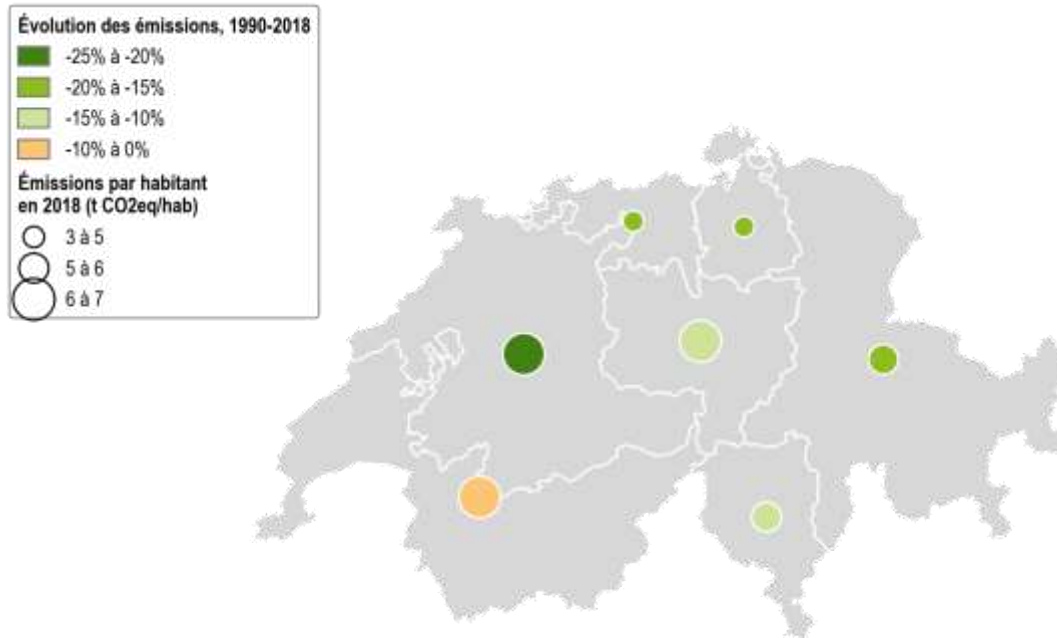 Évolution des émissions, 1990-2018
-25% à -20%
-20% à -15%
-15% à -10%
-10% à 0%
Émissions par habitant
en 2018 (t CO2eq/hab)
3 à 5
5 à 6
6 à 7